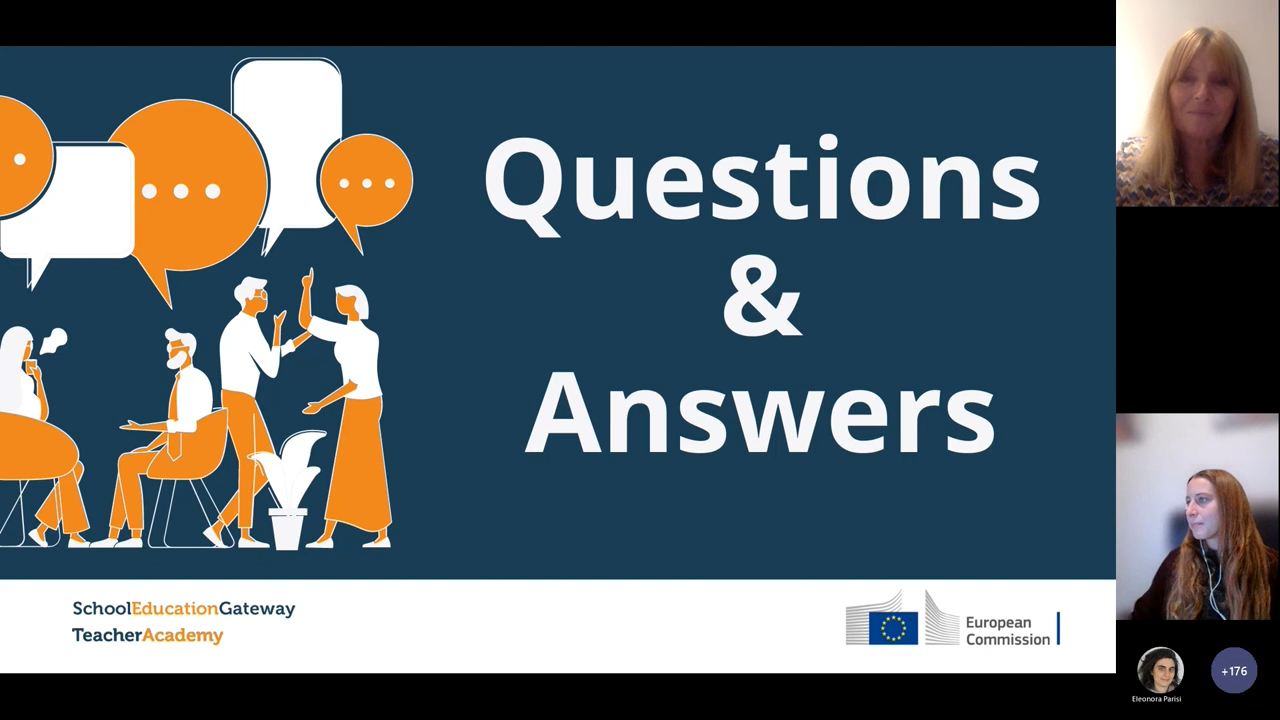 Questions
&
Answers
SchoolEducationGateway
TeacherAcademy
European
Commission
Eleonora Parisi
+176